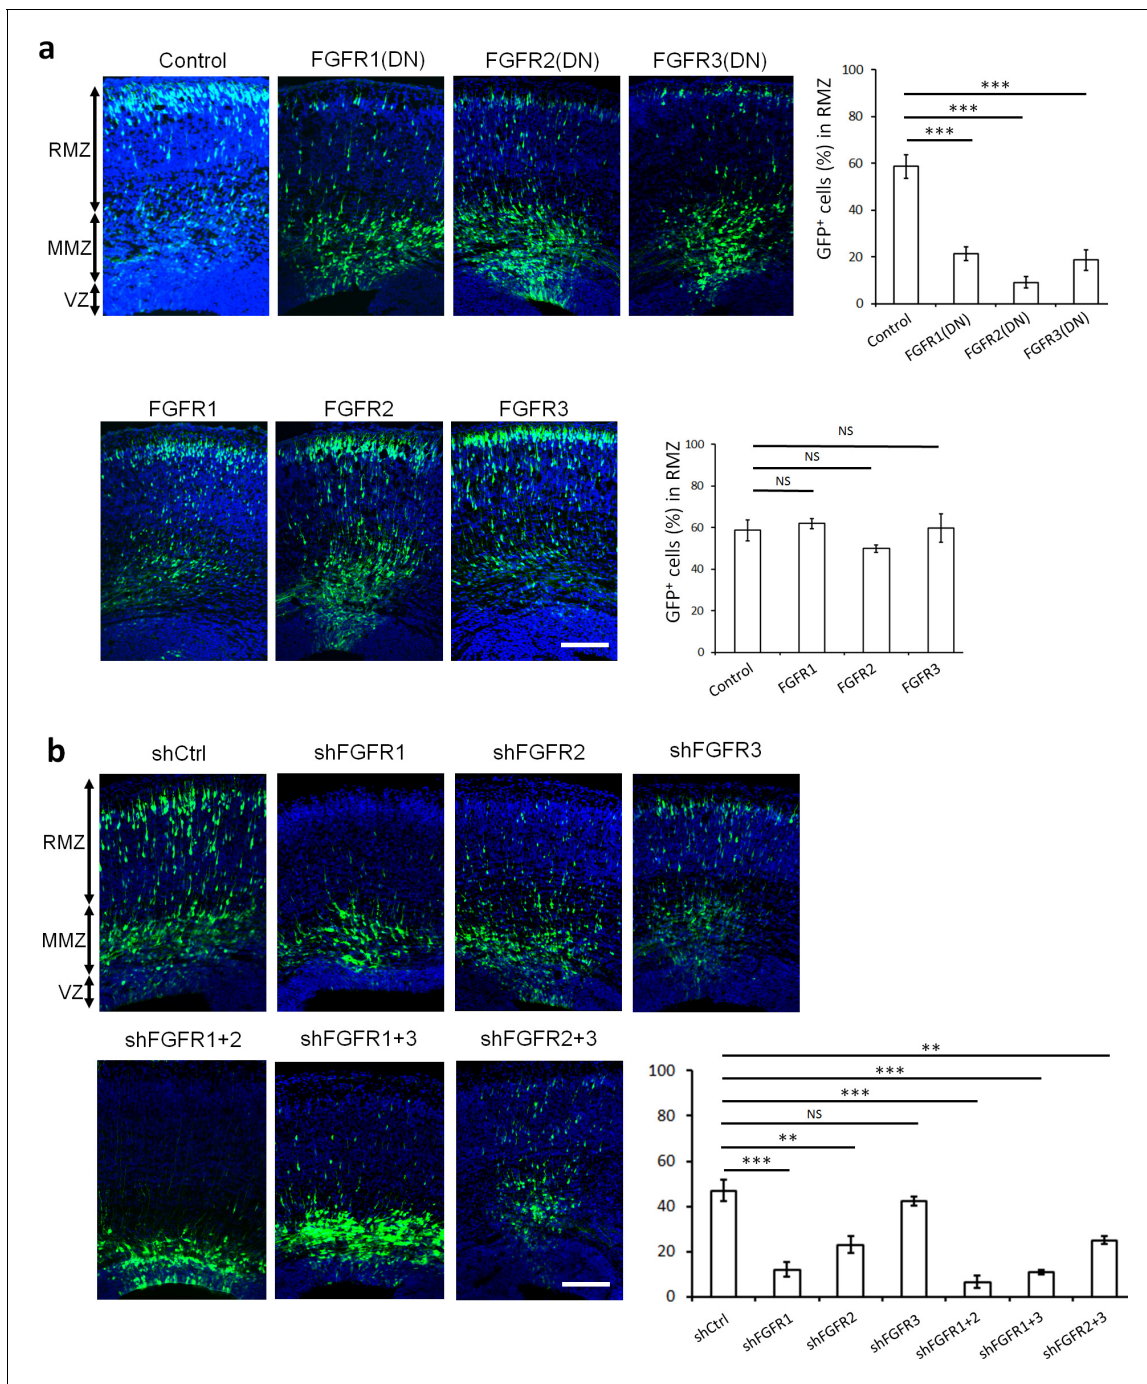 a
Control
FGFR1(DN)
FGFR2(DN)
FGFR3(DN)
RMZ
MMZ
VZ
GFP+ cells (%) in RMZ
100
80
60
40
20
0
***
***
***
Control
FGFR1(DN)
FGFR2(DN)
FGFR3(DN)
FGFR1
FGFR2
FGFR3
GFP+ cells (%) in RMZ
100
80
60
40
20
0
NS
NS
NS
Control
FGFR1
FGFR2
FGFR3
b
shCtrl
shFGFR1
shFGFR2
shFGFR3
RMZ
MMZ
VZ
shFGFR1+2
shFGFR1+3
shFGFR2+3
100
80
60
40
20
0
**
***
***
NS
**
***
shCtrl
shFGFR1
shFGFR2
shFGFR3
shFGFR1+2
shFGFR1+3
shFGFR2+3